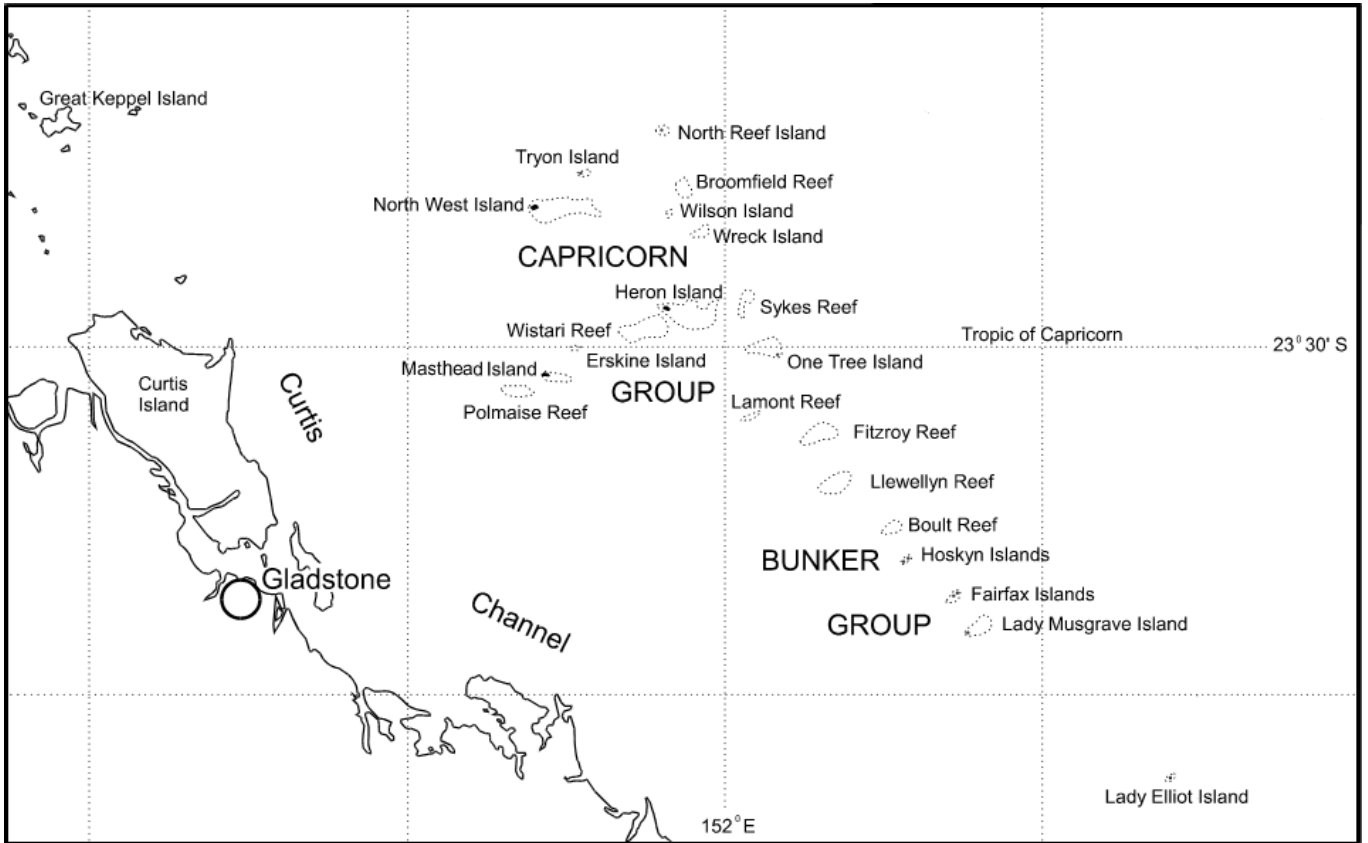 Great Keppel Island
North Reef Island
Tryon Island
Broomfield Reef
North West Island
Wilson Island
Wreck Island
CAPRICORN
Heron Island
Sykes Reef
Wistari Reef
Tropic of Capricorn
23° 30' S
Erskine Island
One Tree Island
Masthead Island
Curtis
Island
GROUP
Curtis
Polmaise Reef
Lamont Reef
Fitzroy Reef
Llewellyn Reef
Boult Reef
BUNKER
Hoskyn Islands
Gladstone
Fairfax Islands
Channel
GROUP
Lady Musgrave Island
Lady Elliot Island
152°E